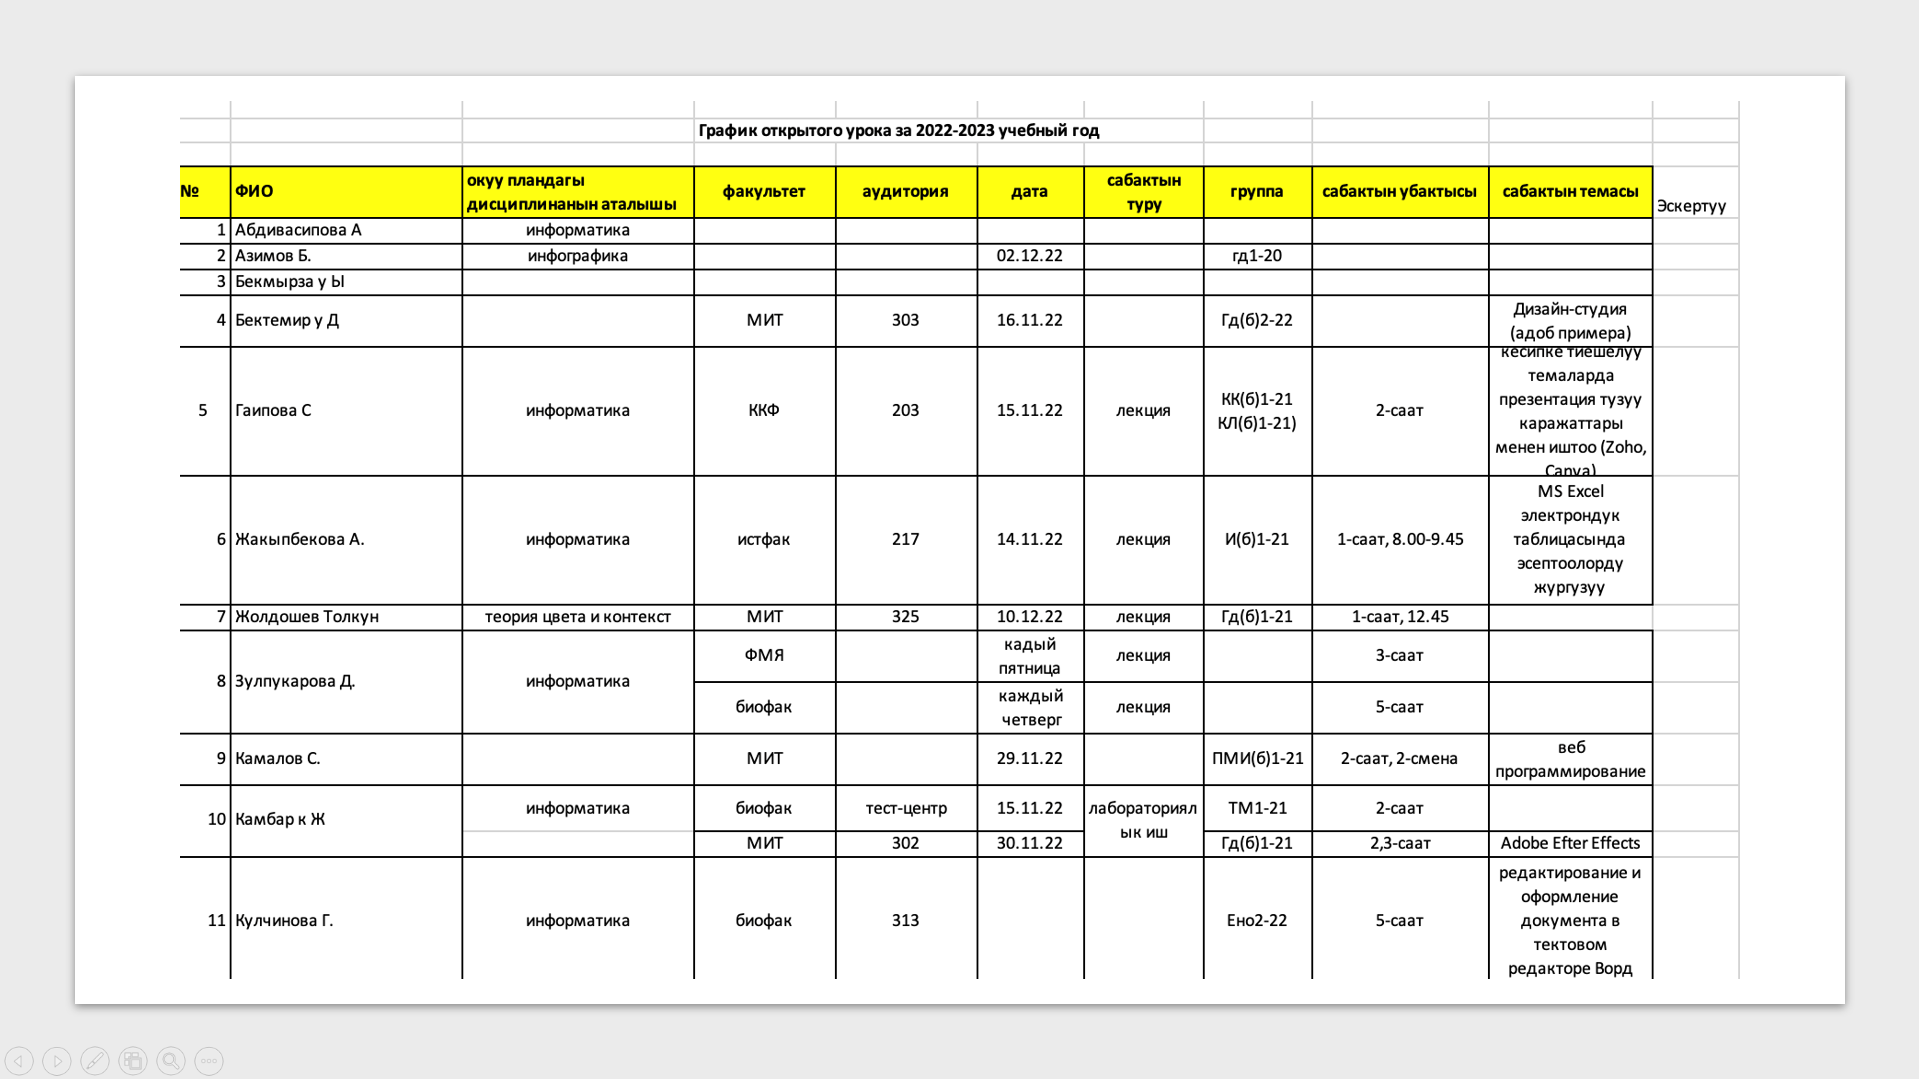 График открытого урока за 2022-2023 учебный год
№ ФИО окуу пландагы дисциплинанын аталышы факультет аудитория дата сабактын туру группа сабактын убактысы сабактын темасы Эскертуу
1 Абдивасипова А информатика
2 Азимов Б. инфографика 02.12.22 гд1-20
3 Бекмырза у Ы
4 Бектемир у Д МИТ 303 16.11.22 Гд(б)2-22 Дизайн-студия (адоб примера)
5 Гаипова С информатика ККФ 203 15.11.22 лекция КК(б)1-21 КЛ(б)1-21) 2-саат кесипке тиешелуу темаларда презентация тузуу каражаттары менен иштоо (Zoho, Canva)
6 Жакыпбекова А. информатика истфак 217 14.11.22 лекция И(б)1-21 1-саат, 8.00-9.45 MS Excel электрондук таблицасында эсептоолорду жургузуу
7 Жолдошев Толкун теория цвета и контекст МИТ 325 10.12.22 лекция Гд(б)1-21 1-саат, 12.45
8 Зулпукарова Д. информатика ФМЯ кадый пятница лекция 3-саат
биофак каждый четверг лекция 5-саат
9 Камалов С. МИТ 29.11.22 ПМИ(б)1-21 2-саат, 2-смена веб программирование
10 Камбар к Ж информатика биофак тест-центр 15.11.22 лабораториялык иш ТМ1-21 2-саат
МИТ 302 30.11.22 Гд(б)1-21 2,3-саат Adobe Efter Effects
11 Кулчинова Г. информатика биофак 313 Ено2-22 5-саат редактирование и оформление документа в тектовом редакторе Ворд